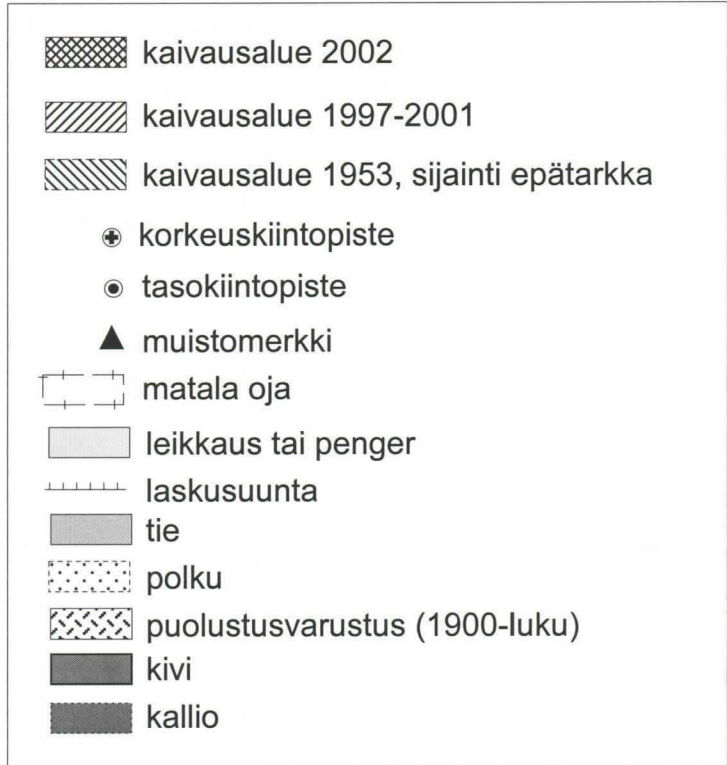 kaivausalue 2002
kaivausalue 1997-2001
kaivausalue 1953, sijainti epätarkka
korkeuskiintopiste
tasokiintopiste
muistomerkki
matala oja
leikkaus tai penger
laskusuunta
tie
polku
puolustusvarustus (1900-luku)
kivi
kallio